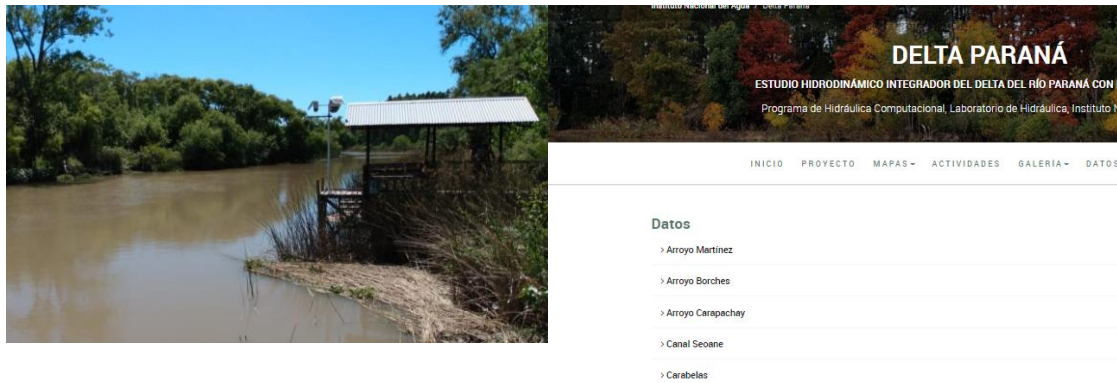 Instituto Nacional del Agua / Delta Paraná
DELTA PARANÁ
ESTUDIO HIDRODINÁMICO INTEGRADOR DEL DELTA DEL RÍO PARANÁ CON
Programa de Hidráulica Computacional, Laboratorio de Hidráulica, Instituto N
INICIO PROYECTO MAPAS ACTIVIDADES GALERÍA DATOS
Datos
> Arroyo Martínez
> Arroyo Borches
> Arroyo Carapachay
> Canal Seoane
> Carabelas